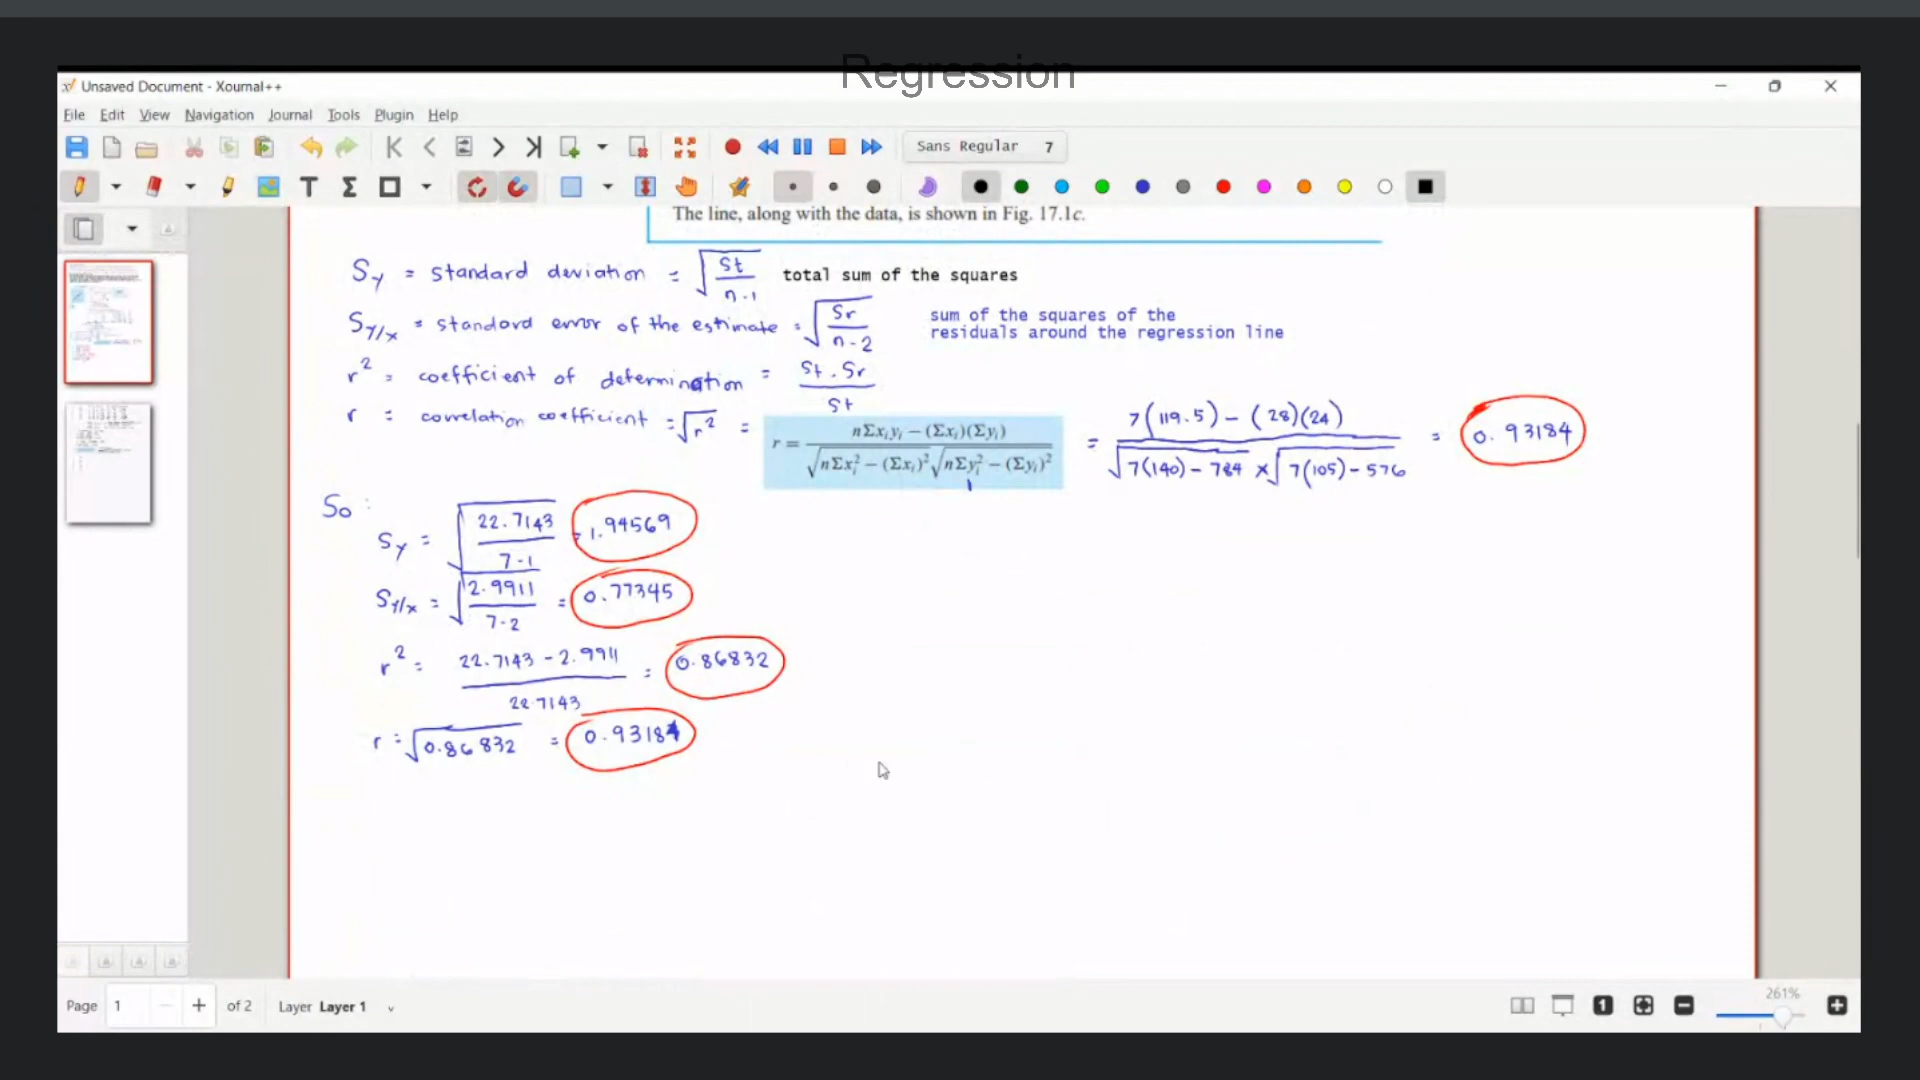 Regression
Unsaved Document - Xournal++
File Edit View Navigation Journal Tools Plugin Help
Sans Regular 7
The line, along with the data, is shown in Fig. 17.1c.
Sy = standard deviation = √(St / n-1) total sum of the squares
Sy/x = standard error of the estimate = √(Sr / n-2) sum of the squares of the
residuals around the regression line
r² = coefficient of determination = St - Sr / St
r = correlation coefficient = √r² = r = nΣxᵢyᵢ − (Σxᵢ)(Σyᵢ) / √nΣxᵢ² − (Σxᵢ)² √nΣyᵢ² − (Σyᵢ)² = 7(119.5) - (28)(24) / √7(140) - 784 × √7(105) - 576 = 0.93184
So :
Sy = √(22.7143 / 7-1) = 1.94569
Sy/x = √(2.9911 / 7-2) = 0.77345
r² = 22.7143 - 2.9911 / 22.7143 = 0.86832
r = √0.86832 = 0.93184
Page 1 of 2 Layer Layer 1
261%